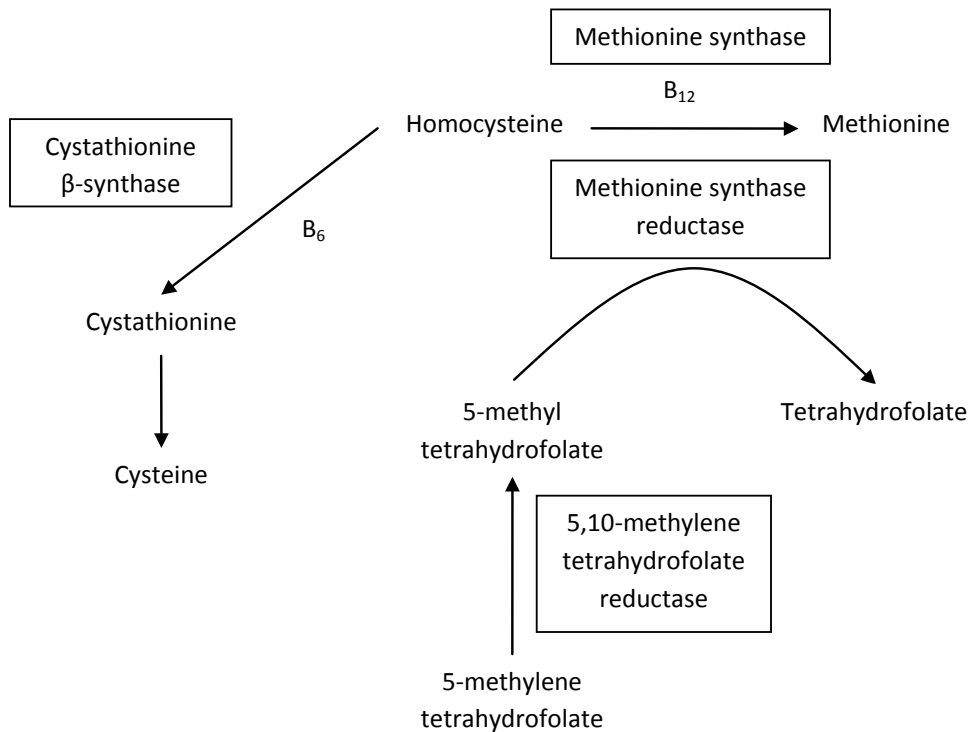 Methionine synthase
B₁₂
Homocysteine
Methionine
Cystathionine
β-synthase
Methionine synthase
reductase
B₆
Cystathionine
5-methyl
tetrahydrofolate
Tetrahydrofolate
Cysteine
5,10-methylene
tetrahydrofolate
reductase
5-methylene
tetrahydrofolate